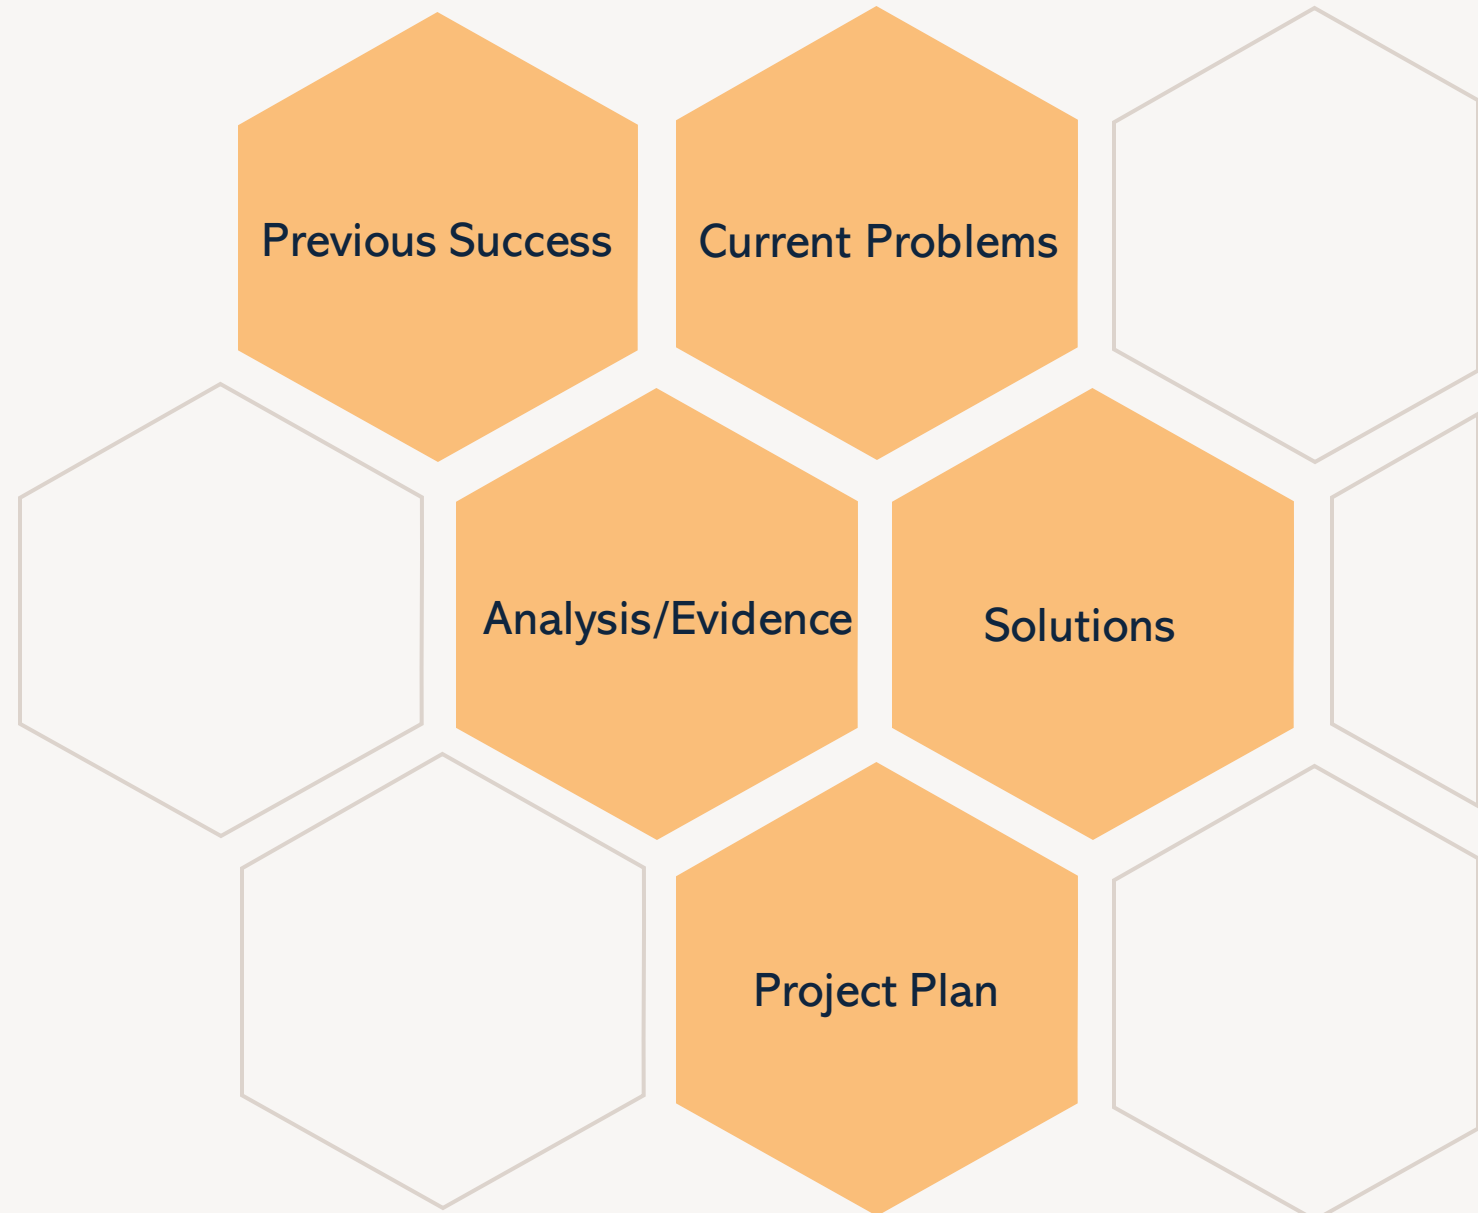 Previous Success
Current Problems
Analysis/Evidence
Solutions
Project Plan